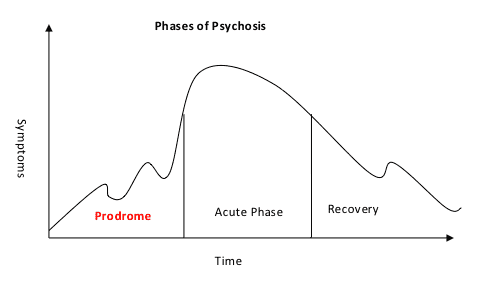 Phases of Psychosis
Symptoms
Prodrome
Acute Phase
Recovery
Time